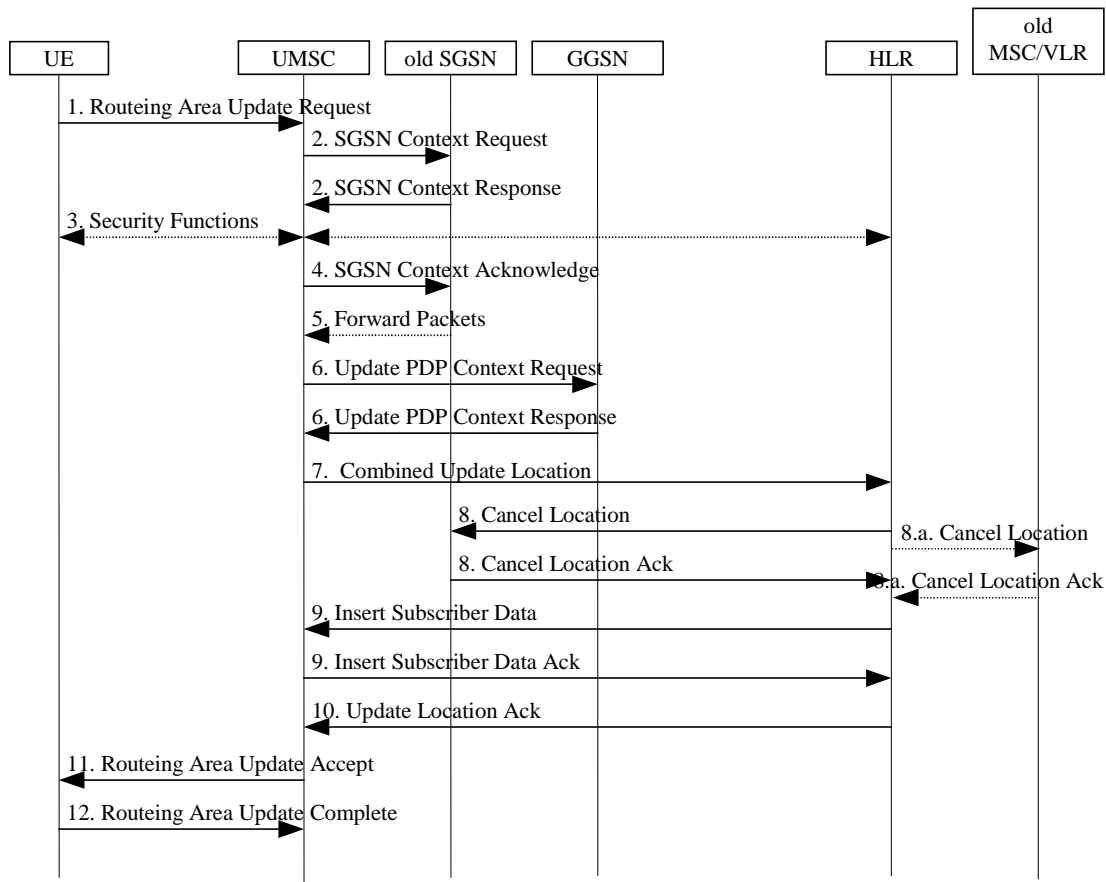 old
MSC/VLR
UE
UMSC
old SGSN
GGSN
HLR
1. Routeing Area Update Request
2. SGSN Context Request
2. SGSN Context Response
3. Security Functions
4. SGSN Context Acknowledge
5. Forward Packets
6. Update PDP Context Request
6. Update PDP Context Response
7. Combined Update Location
8. Cancel Location
8.a. Cancel Location
8. Cancel Location Ack
8.a. Cancel Location Ack
9. Insert Subscriber Data
9. Insert Subscriber Data Ack
10. Update Location Ack
11. Routeing Area Update Accept
12. Routeing Area Update Complete